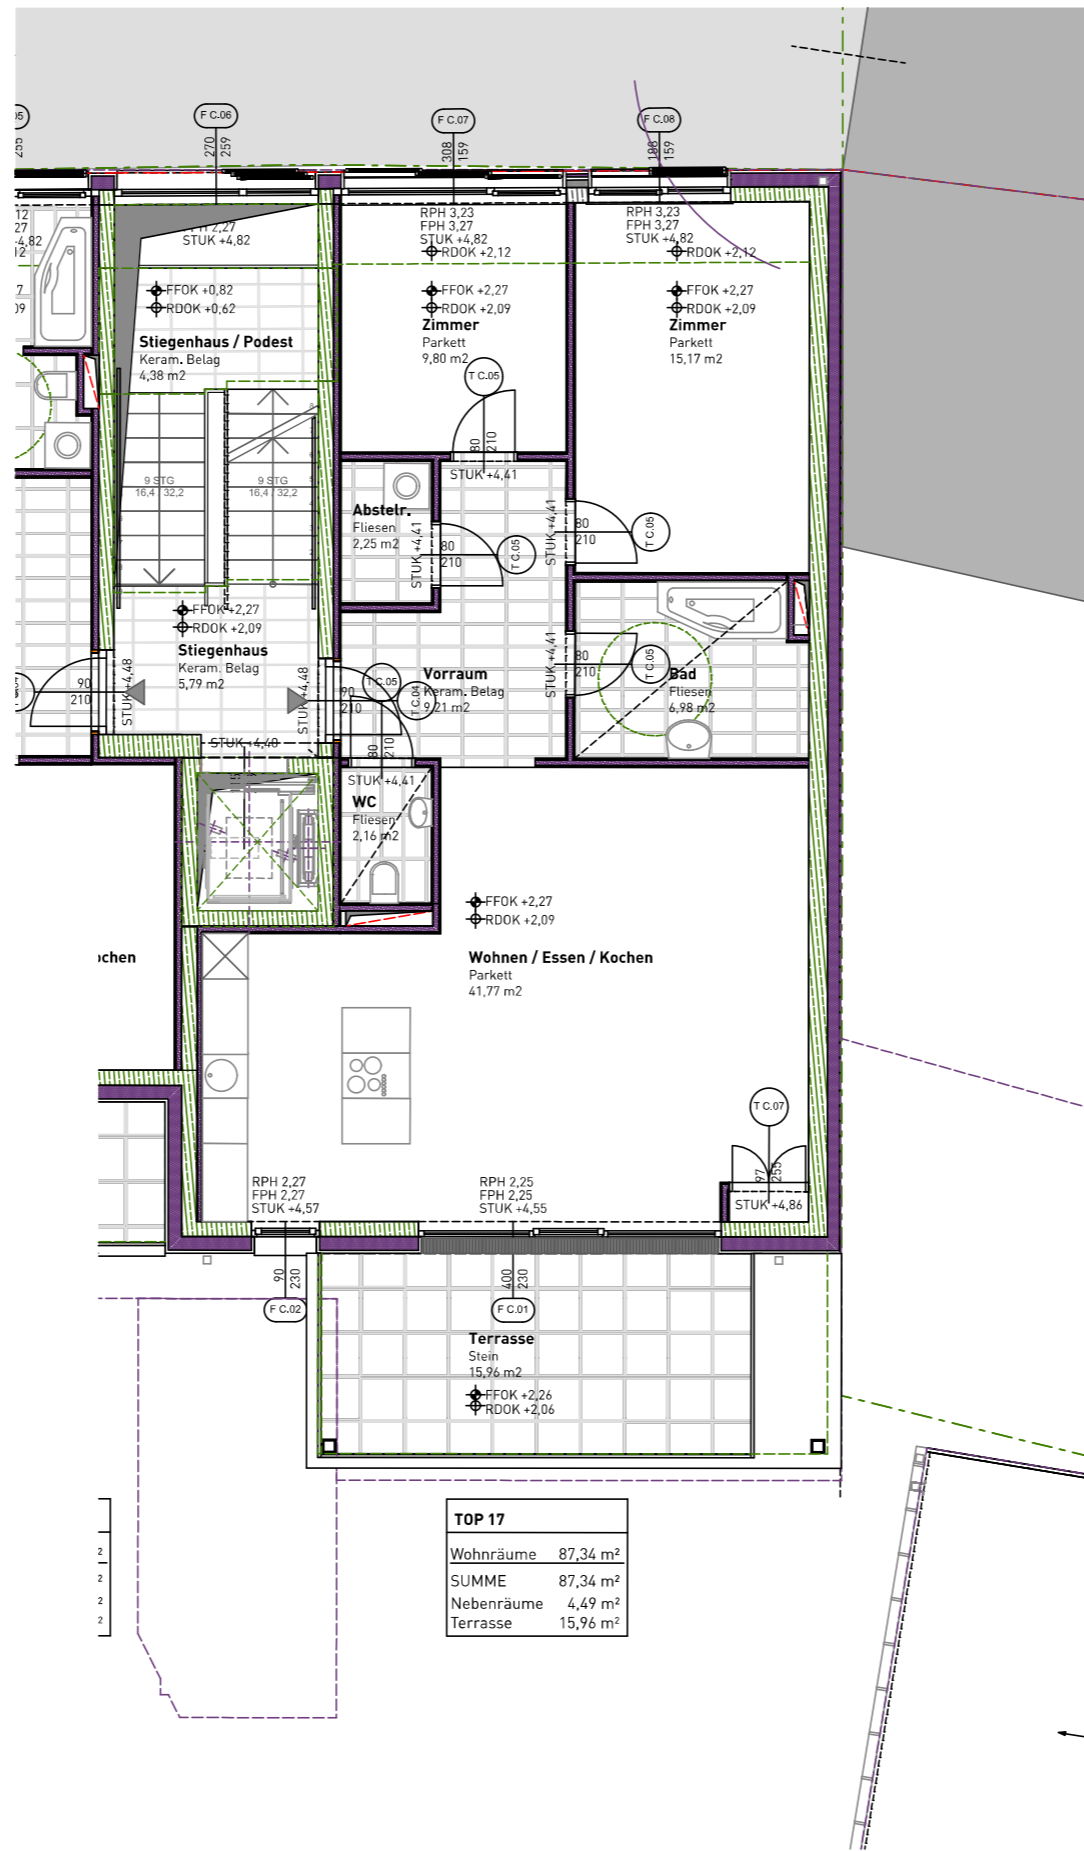 F C.06
270
259
F C.07
308
159
F C.08
188
159
255
2,27
STUK +4,82
RPH 3,23
FPH 3,27
STUK +4,82
RDOK +2,12
RPH 3,23
FPH 3,27
STUK +4,82
RDOK +2,12
FFOK +0,82
RDOK +0,62
Stiegenhaus / Podest
Keram. Belag
4,38 m2
FFOK +2,27
RDOK +2,09
Zimmer
Parkett
9,80 m2
FFOK +2,27
RDOK +2,09
Zimmer
Parkett
15,17 m2
T C.05
80
210
STUK +4,41
9 STG
16,4 / 32,2
9 STG
16,4 / 32,2
Abstelr.
Fliesen
2,25 m2
STUK +4,41
80
210
T C.05
STUK +4,41
80
210
T C.05
FFOK +2,27
RDOK +2,09
Stiegenhaus
Keram. Belag
5,79 m2
90
210
STUK +4,48
STUK +4,48
90
210
T C.05
T C.04
Vorraum
Keram. Belag
9,21 m2
STUK +4,41
80
210
T C.05
Bad
Fliesen
6,98 m2
STUK +4,40
80
210
STUK +4,41
WC
Fliesen
2,16 m2
FFOK +2,27
RDOK +2,09
ochen
Wohnen / Essen / Kochen
Parkett
41,77 m2
T C.07
97
255
STUK +4,86
RPH 2,27
FPH 2,27
STUK +4,57
RPH 2,25
FPH 2,25
STUK +4,55
90
230
F C.02
400
230
F C.01
Terrasse
Stein
15,96 m2
FFOK +2,26
RDOK +2,06
TOP 17
Wohnräume 87,34 m²
SUMME 87,34 m²
Nebenräume 4,49 m²
Terrasse 15,96 m²